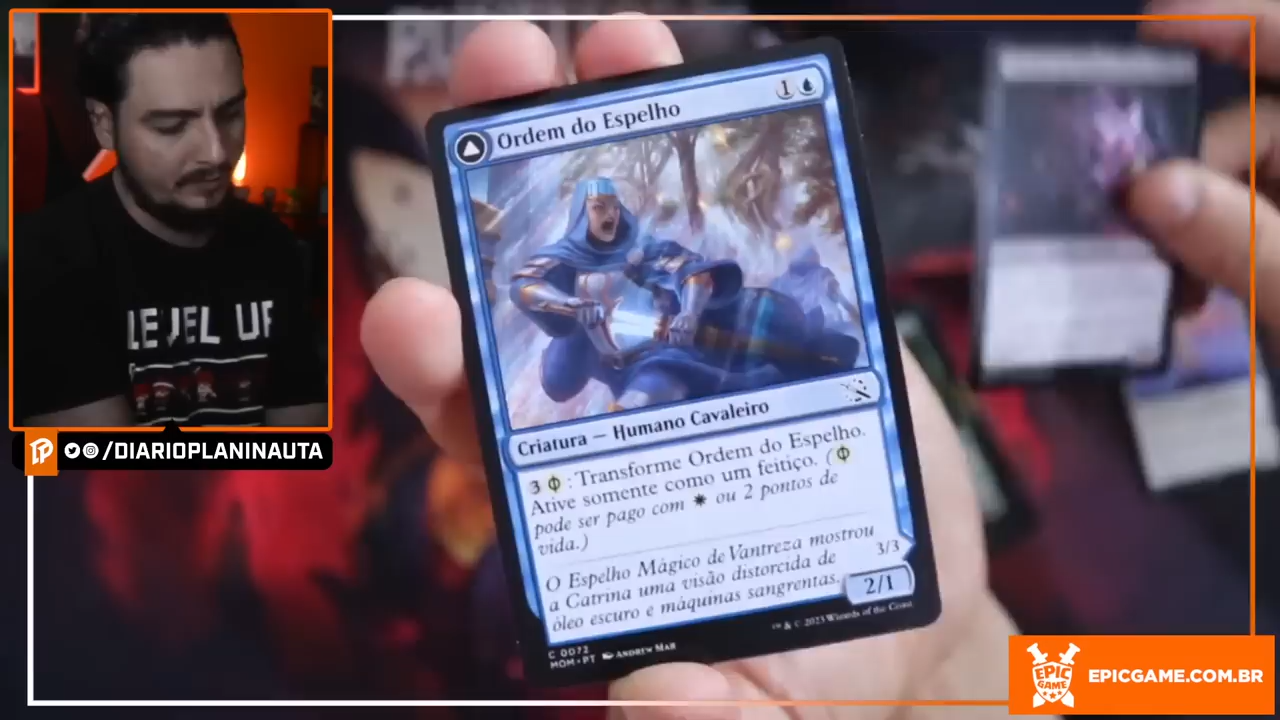 Ordem do Espelho
1
Criatura — Humano Cavaleiro
3 : Transforme Ordem do Espelho.
Ative somente como um feitiço. (
pode ser pago com ou 2 pontos de
vida.)
O Espelho Mágico de Vantreza mostrou
a Catrina uma visão distorcida de
óleo escuro e máquinas sangrentas.
3/3
2/1
C 0072
MOM • PT ANDREW MAR
™ & © 2023 Wizards of the Coast
LEVEL UP
/DIARIOPLANINAUTA
EPIC
GAME
EPICGAME.COM.BR